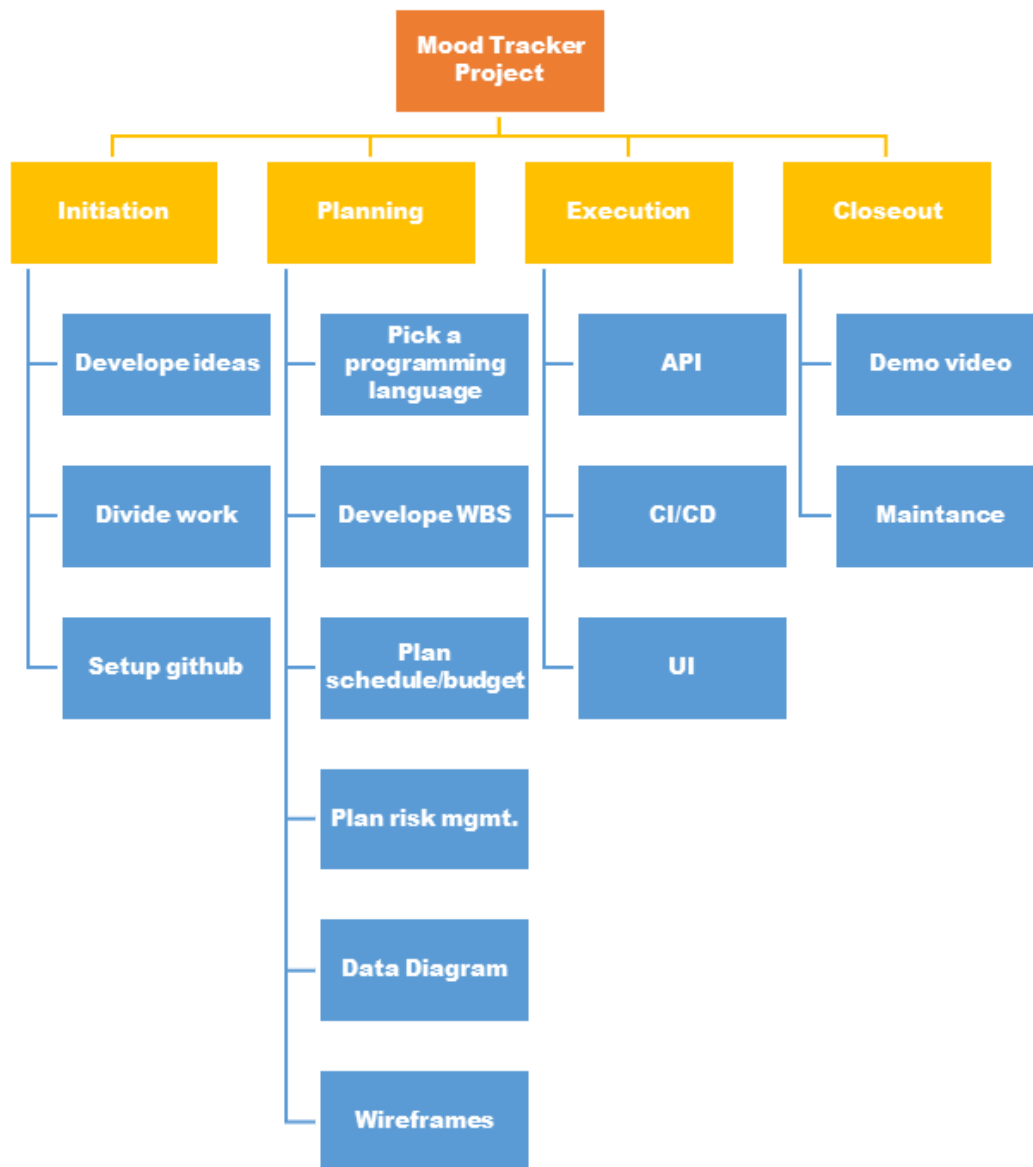 Mood Tracker
Project
Initiation
Planning
Execution
Closeout
Develope ideas
Divide work
Setup github
Pick a
programming
language
Develope WBS
Plan
schedule/budget
Plan risk mgmt.
Data Diagram
Wireframes
API
CI/CD
UI
Demo video
Maintance